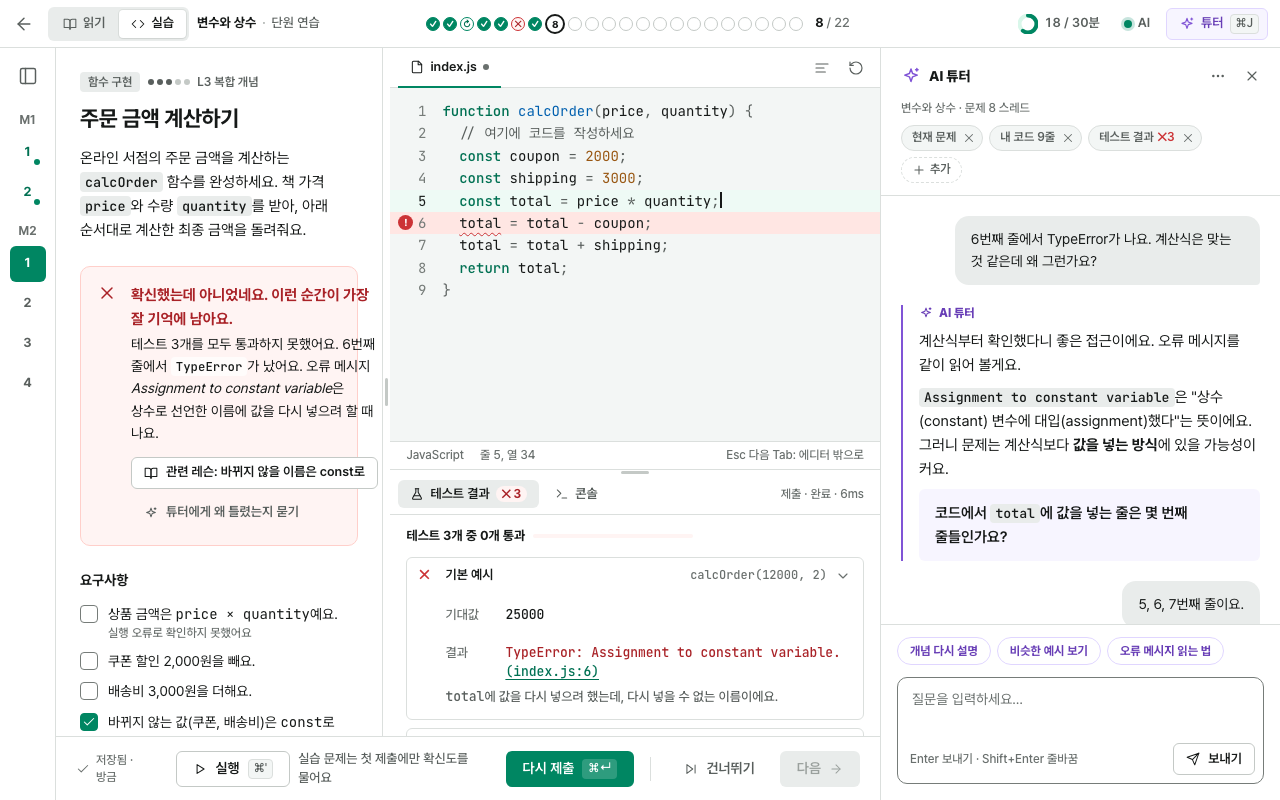 읽기
실습
변수와 상수 · 단원 연습
8
8 / 22
18 / 30분
AI
튜터
⌘J
M1
1
2
M2
1
2
3
4
함수 구현
L3 복합 개념
주문 금액 계산하기
온라인 서점의 주문 금액을 계산하는
calcOrder 함수를 완성하세요. 책 가격
price와 수량 quantity를 받아, 아래
순서대로 계산한 최종 금액을 돌려줘요.
확신했는데 아니었네요. 이런 순간이 가장
잘 기억에 남아요.
테스트 3개를 모두 통과하지 못했어요. 6번째
줄에서 TypeError가 났어요. 오류 메시지
Assignment to constant variable은
상수로 선언한 이름에 값을 다시 넣으려 할 때
나요.
관련 레슨: 바뀌지 않을 이름은 const로
튜터에게 왜 틀렸는지 묻기
요구사항
상품 금액은 price × quantity예요.
실행 오류로 확인하지 못했어요
쿠폰 할인 2,000원을 빼요.
배송비 3,000원을 더해요.
바뀌지 않는 값(쿠폰, 배송비)은 const로
저장됨 ·
방금
실행
⌘'
실습 문제는 첫 제출에만 확신도를
물어요
다시 제출
⌘↵
건너뛰기
다음 →
index.js
1 function calcOrder(price, quantity) {
2 // 여기에 코드를 작성하세요
3 const coupon = 2000;
4 const shipping = 3000;
5 const total = price * quantity;
6 total = total - coupon;
7 total = total + shipping;
8 return total;
9 }
JavaScript
줄 5, 열 34
Esc 다음 Tab: 에디터 밖으로
테스트 결과
3
콘솔
제출 · 완료 · 6ms
테스트 3개 중 0개 통과
기본 예시
calcOrder(12000, 2)
기대값
25000
결과
TypeError: Assignment to constant variable.
(index.js:6)
total에 값을 다시 넣으려 했는데, 다시 넣을 수 없는 이름이에요.
AI 튜터
변수와 상수 · 문제 8 스레드
현재 문제
내 코드 9줄
테스트 결과 3
추가
6번째 줄에서 TypeError가 나요. 계산식은 맞는
것 같은데 왜 그런가요?
AI 튜터
계산식부터 확인했다니 좋은 접근이에요. 오류 메시지를
같이 읽어 볼게요.
Assignment to constant variable은 "상수
(constant) 변수에 대입(assignment)했다"는 뜻이에요.
그러니 문제는 계산식보다 값을 넣는 방식에 있을 가능성이
커요.
코드에서 total에 값을 넣는 줄은 몇 번째
줄들인가요?
5, 6, 7번째 줄이요.
개념 다시 설명
비슷한 예시 보기
오류 메시지 읽는 법
질문을 입력하세요...
Enter 보내기 · Shift+Enter 줄바꿈
보내기